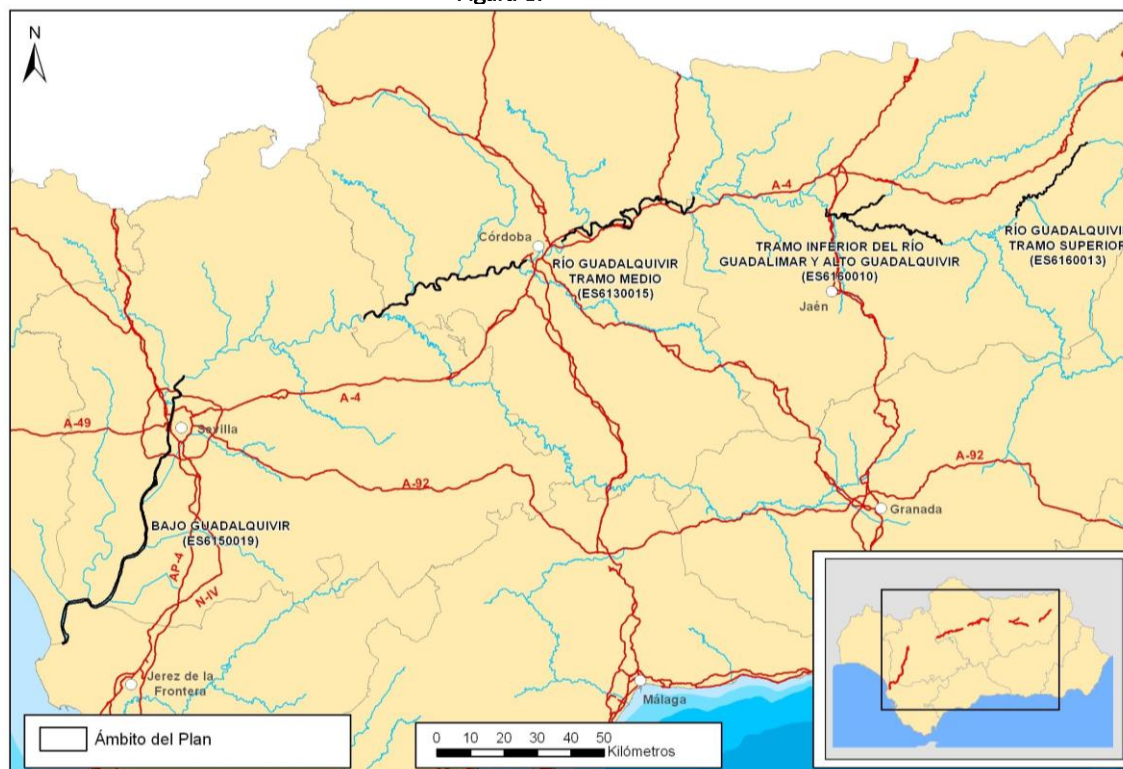 N
A-4
Córdoba
RÍO GUADALQUIVIR
TRAMO MEDIO
(ES6130015)
TRAMO INFERIOR DEL RÍO
GUADALIMAR Y ALTO GUADALQUIVIR
(ES6160010)
RÍO GUADALQUIVI
TRAMO SUPERIOR
(ES6160013)
Jaén
A-4
A-49
Sevilla
A-92
A-92
Granada
BAJO GUADALQUIVIR
(ES6150019)
AP-4
N-IV
Jerez de la
Frontera
Málaga
Ámbito del Plan
0 10 20 30 40 50
Kilómetros